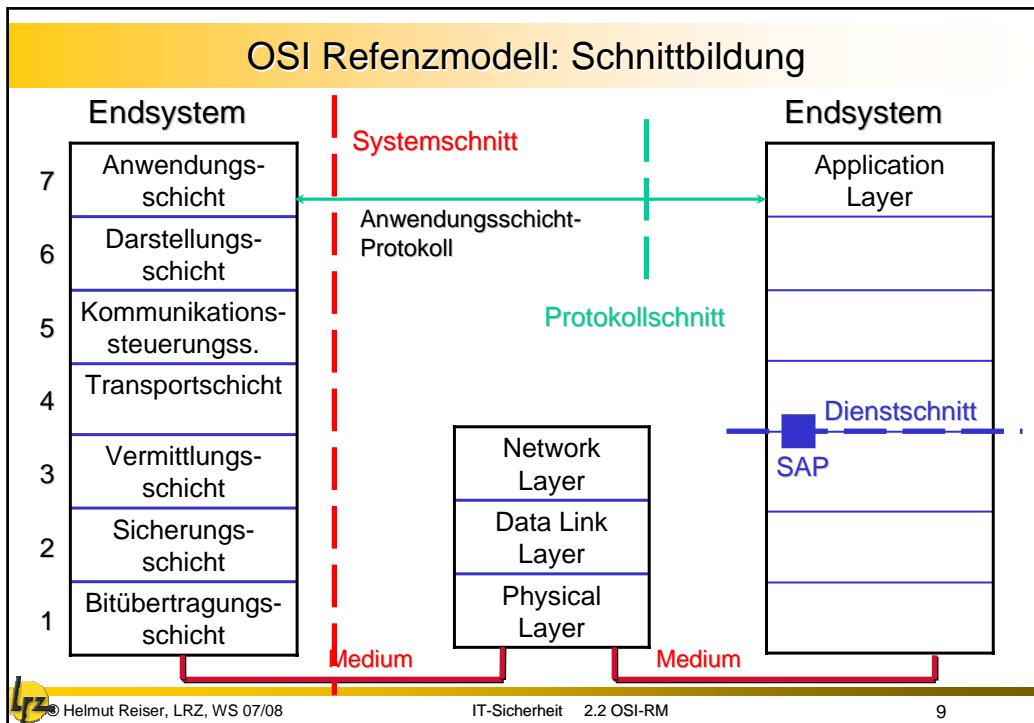 OSI Refenzmodell: Schnittbildung
Endsystem
Endsystem
Systemschnitt
7
Anwendungs-
schicht
Application
Layer
Anwendungsschicht-
Protokoll
6
Darstellungs-
schicht
5
Kommunikations-
steuerungss.
Protokollschnitt
4
Transportschicht
Dienstschnitt
SAP
3
Vermittlungs-
schicht
Network
Layer
2
Sicherungs-
schicht
Data Link
Layer
1
Bitübertragungs-
schicht
Physical
Layer
Medium
Medium
lrz
© Helmut Reiser, LRZ, WS 07/08
IT-Sicherheit 2.2 OSI-RM
9